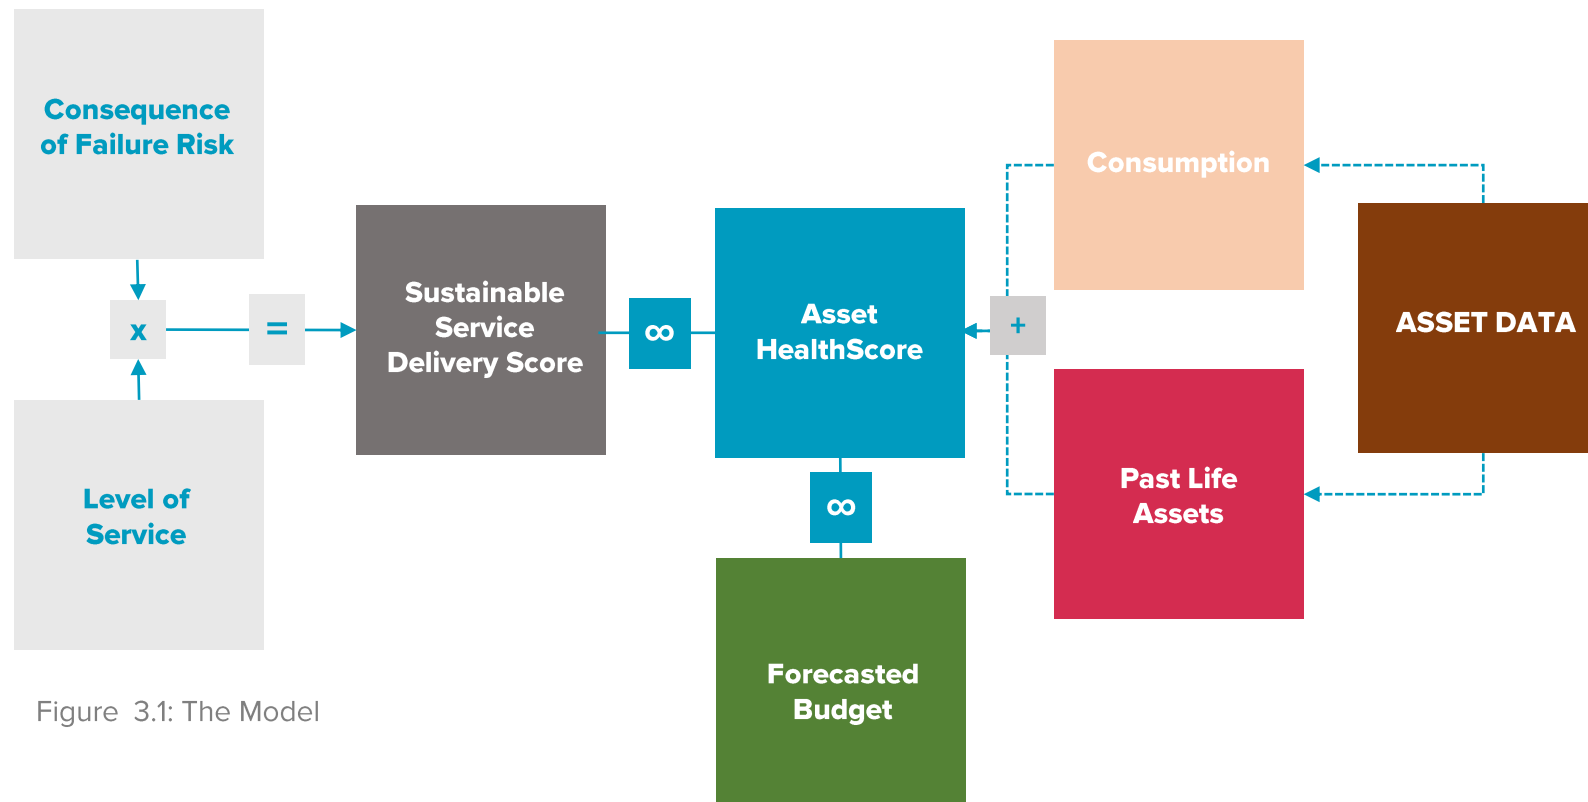 Consequence
of Failure Risk
x
=
Level of
Service
Sustainable
Service
Delivery Score
∞
Asset
HealthScore
∞
Forecasted
Budget
+
Consumption
Past Life
Assets
ASSET DATA
Figure 3.1: The Model